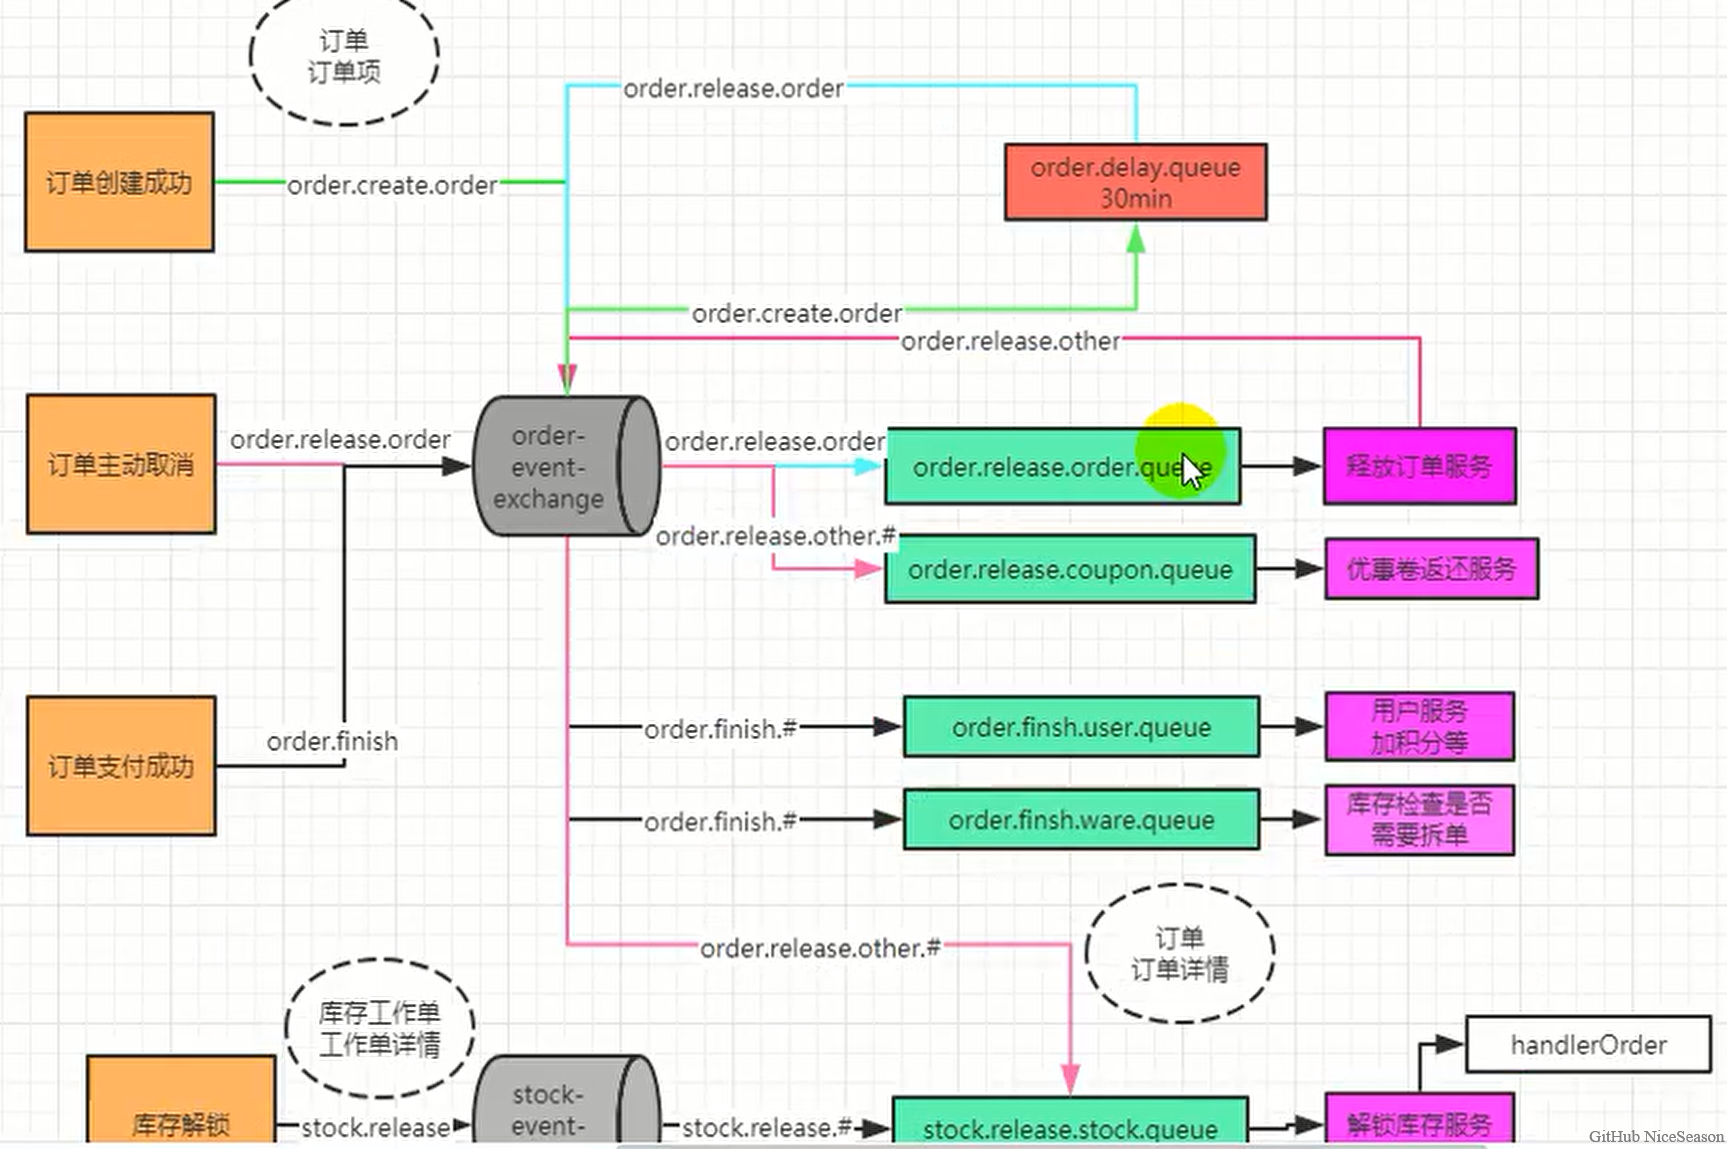 订单
订单项
order.release.order
订单创建成功
order.create.order
order.delay.queue
30min
order.create.order
order.release.other
订单主动取消
order.release.order
order-
event-
exchange
order.release.order
order.release.order.queue
释放订单服务
order.release.other.#
order.release.coupon.queue
优惠卷返还服务
订单支付成功
order.finish
order.finish.#
order.finsh.user.queue
用户服务
加积分等
order.finish.#
order.finsh.ware.queue
库存检查是否
需要拆单
order.release.other.#
订单
订单详情
库存工作单
工作单详情
handlerOrder
库存解锁
stock.release
stock-
event-
stock.release.#
stock.release.stock.queue
解锁库存服务
GitHub NiceSeason